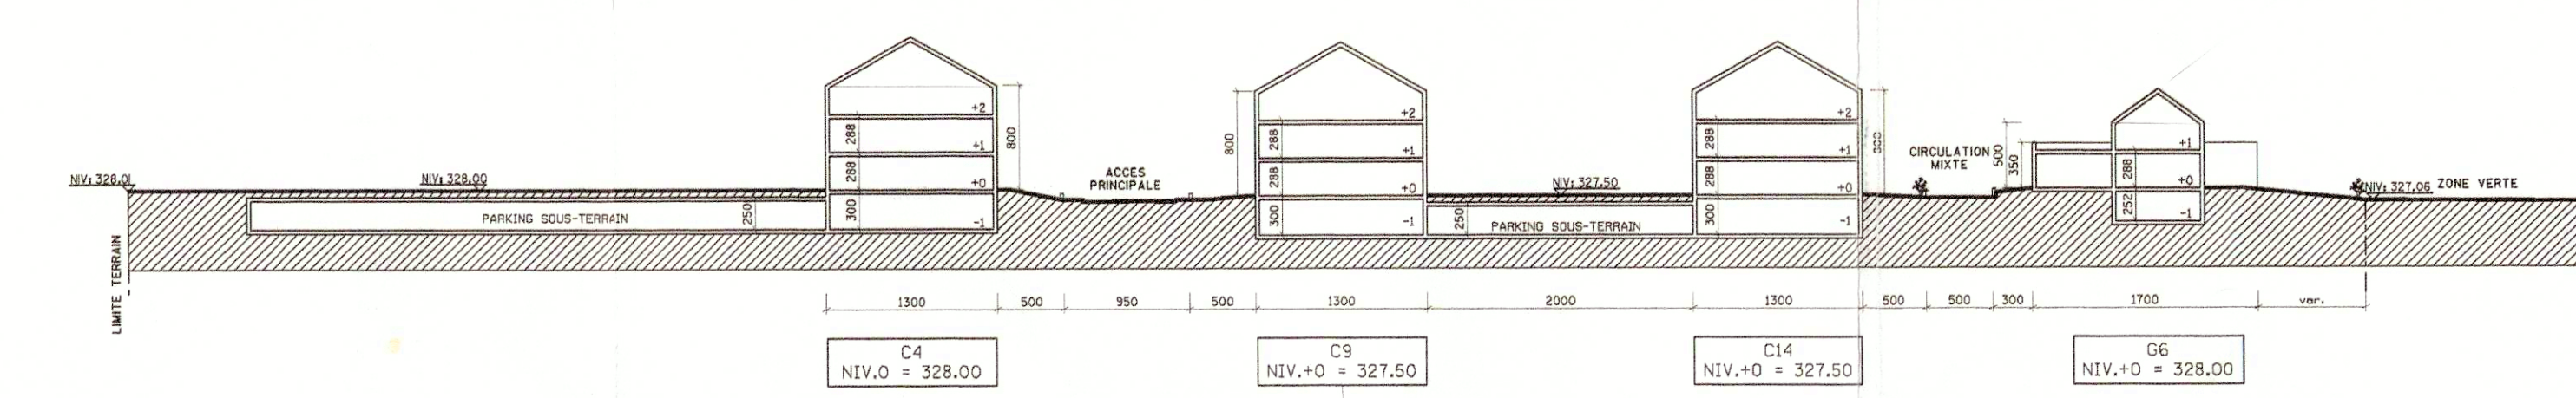 NIV: 328.01
LIMITE TERRAIN
NIV: 328.00
PARKING SOUS-TERRAIN
250
+2
288
+1
288
+0
300
-1
800
ACCES
PRINCIPALE
800
+2
288
+1
288
+0
300
-1
NIV: 327.50
250
PARKING SOUS-TERRAIN
+2
288
+1
288
+0
300
-1
800
CIRCULATION
MIXTE
500
350
+1
288
+0
252
-1
NIV: 327.06
ZONE VERTE
1300
500
950
500
1300
2000
1300
500
500
300
1700
var.
C4
NIV.0 = 328.00
C9
NIV.+0 = 327.50
C14
NIV.+0 = 327.50
G6
NIV.+0 = 328.00